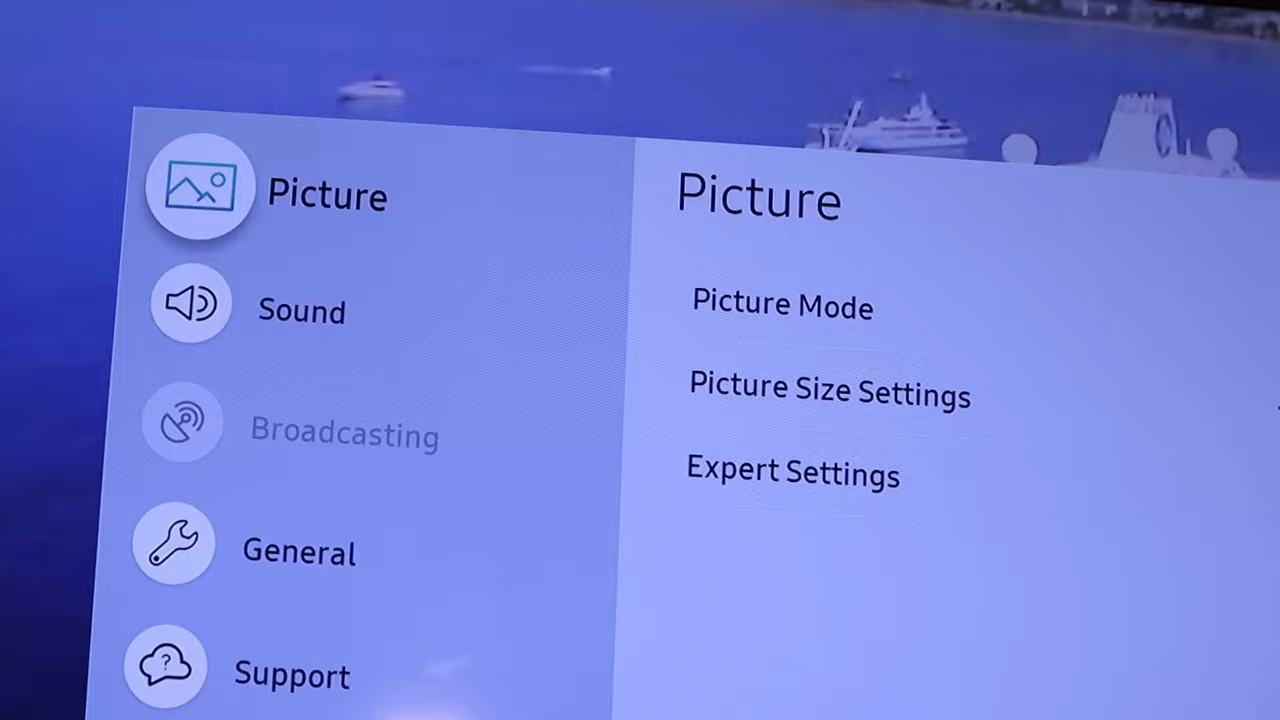 Picture
Sound
Broadcasting
General
Support
Picture
Picture Mode
Picture Size Settings
Expert Settings